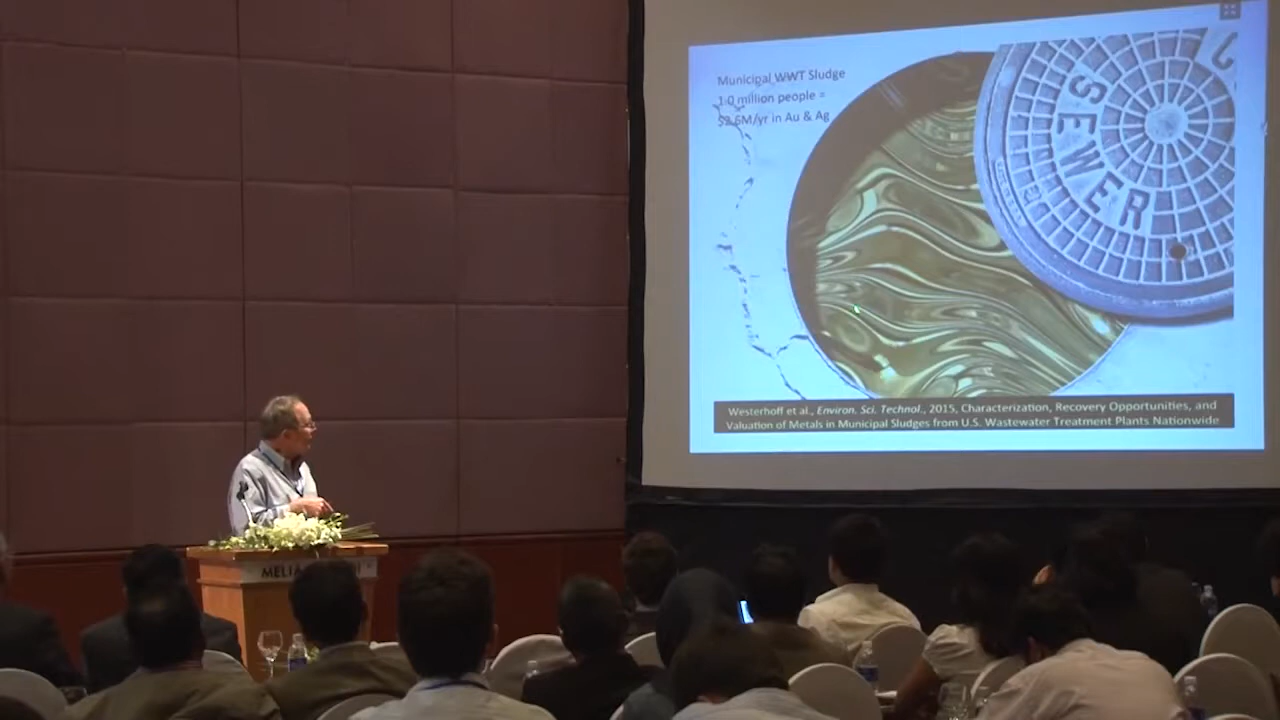 Municipal WWT Sludge
1.0 million people =
$2.6M/yr in Au & Ag
SEWER
Westerhoff et al., Environ. Sci. Technol., 2015, Characterization, Recovery Opportunities, and
Valuation of Metals in Municipal Sludges from U.S. Wastewater Treatment Plants Nationwide
MELIA